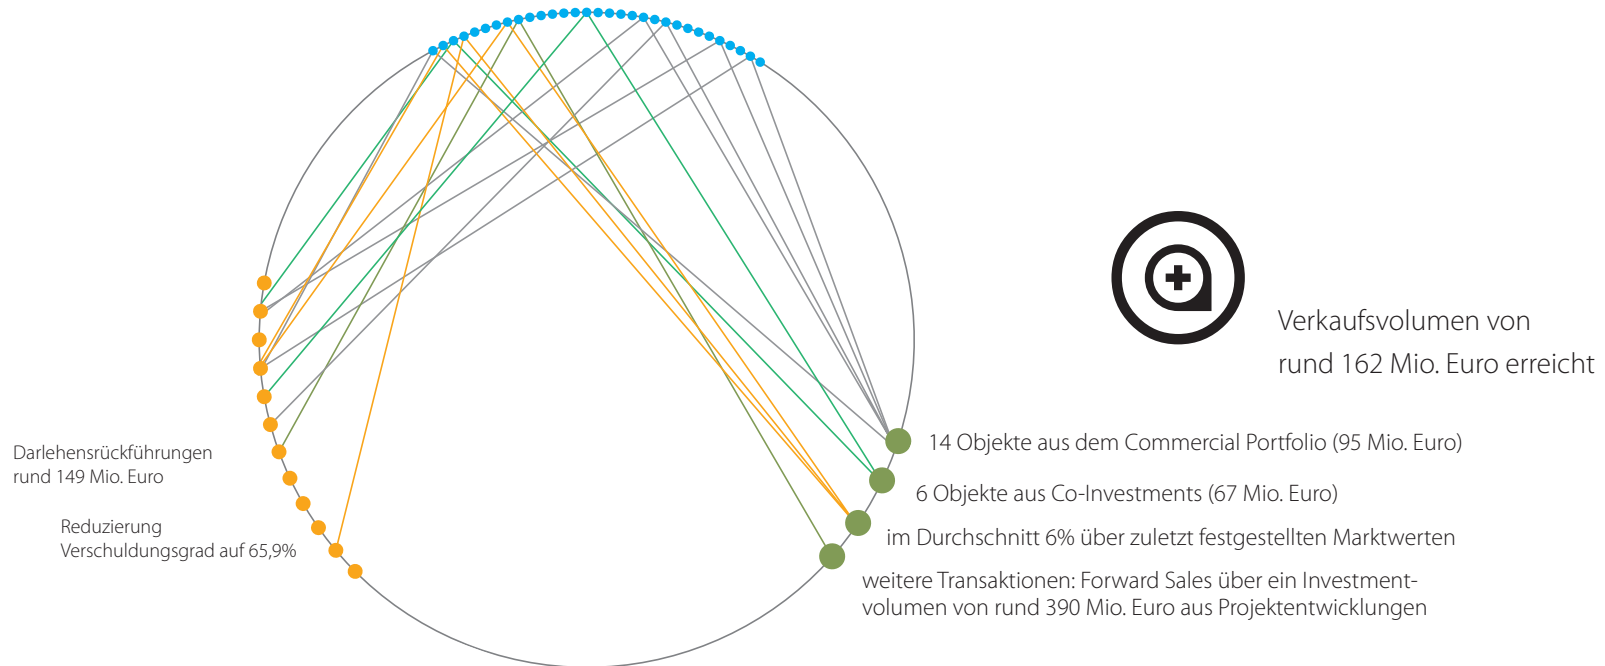 Verkaufsvolumen von
rund 162 Mio. Euro erreicht
14 Objekte aus dem Commercial Portfolio (95 Mio. Euro)
6 Objekte aus Co-Investments (67 Mio. Euro)
im Durchschnitt 6% über zuletzt festgestellten Marktwerten
weitere Transaktionen: Forward Sales über ein Investment-
volumen von rund 390 Mio. Euro aus Projektentwicklungen
Darlehensrückführungen
rund 149 Mio. Euro
Reduzierung
Verschuldungsgrad auf 65,9%